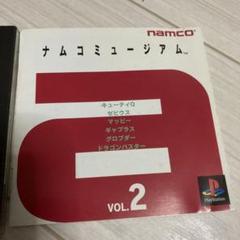 namco
ナムコミュージアム™
キューティQ
ゼビウス
マッピー
ギャプラス
グロブダー
ドラゴンバスター
VOL.2
PlayStation